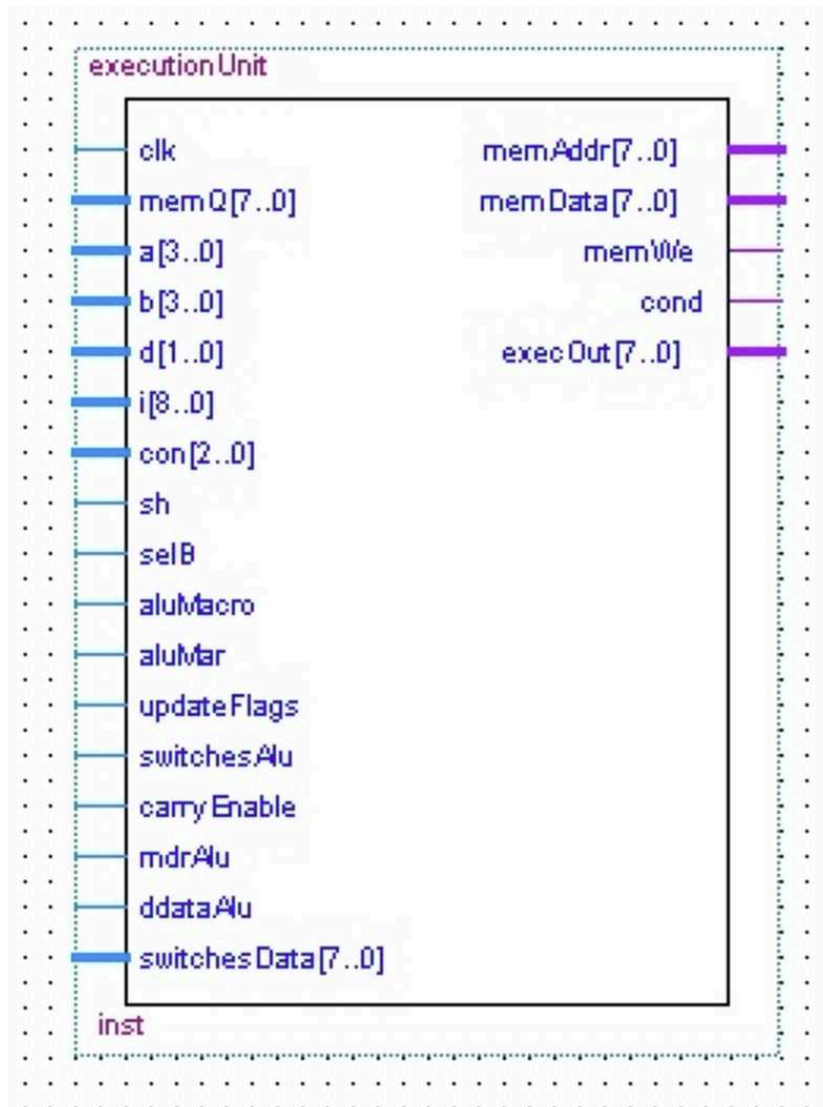 executionUnit
clk
memQ[7..0]
a[3..0]
b[3..0]
d[1..0]
i[8..0]
con[2..0]
sh
selB
aluMacro
aluMar
updateFlags
switchesAlu
carryEnable
mdrAlu
ddataAlu
switchesData[7..0]
memAddr[7..0]
memData[7..0]
memWe
cond
execOut[7..0]
inst